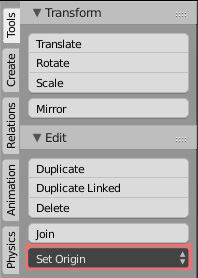 Tools
Create
Relations
Animation
Physics
Transform
Translate
Rotate
Scale
Mirror
Edit
Duplicate
Duplicate Linked
Delete
Join
Set Origin